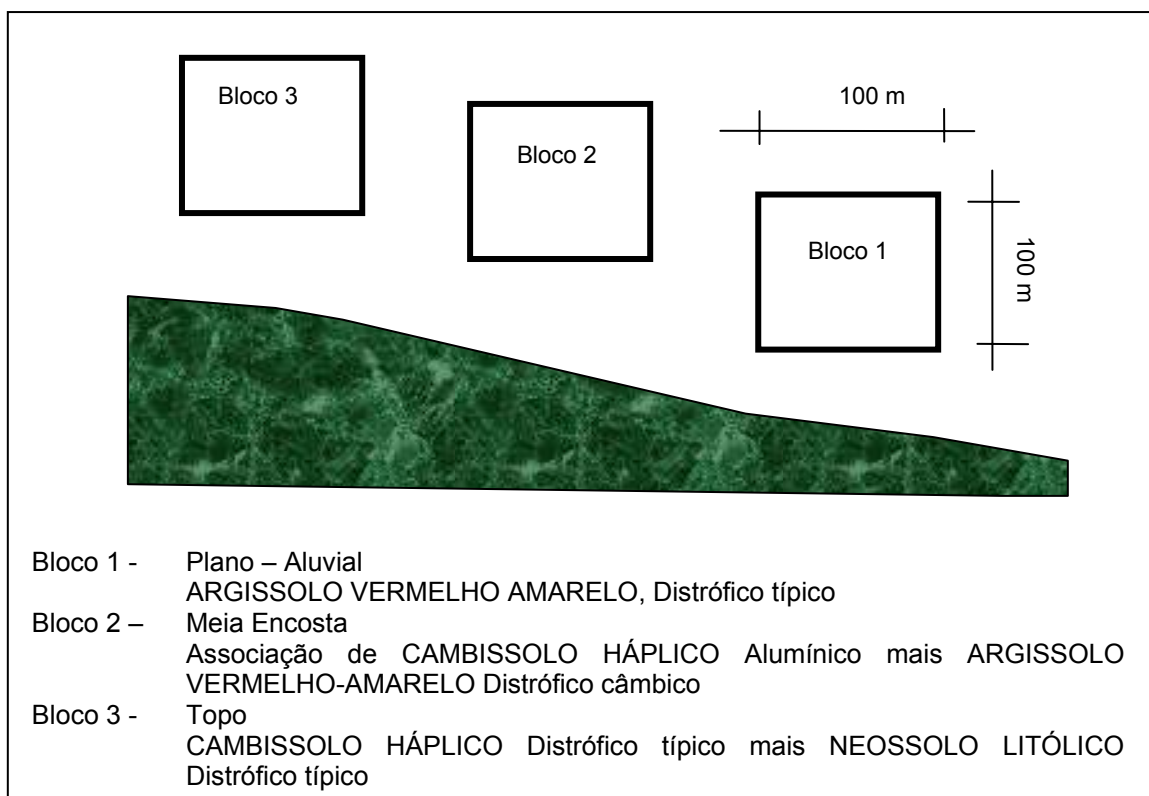 Bloco 3
Bloco 2
100 m
Bloco 1
100 m
Bloco 1 - Plano – Aluvial
ARGISSOLO VERMELHO AMARELO, Distrófico típico
Bloco 2 – Meia Encosta
Associação de CAMBISSOLO HÁPLICO Alumínico mais ARGISSOLO
VERMELHO-AMARELO Distrófico câmbico
Bloco 3 - Topo
CAMBISSOLO HÁPLICO Distrófico típico mais NEOSSOLO LITÓLICO
Distrófico típico